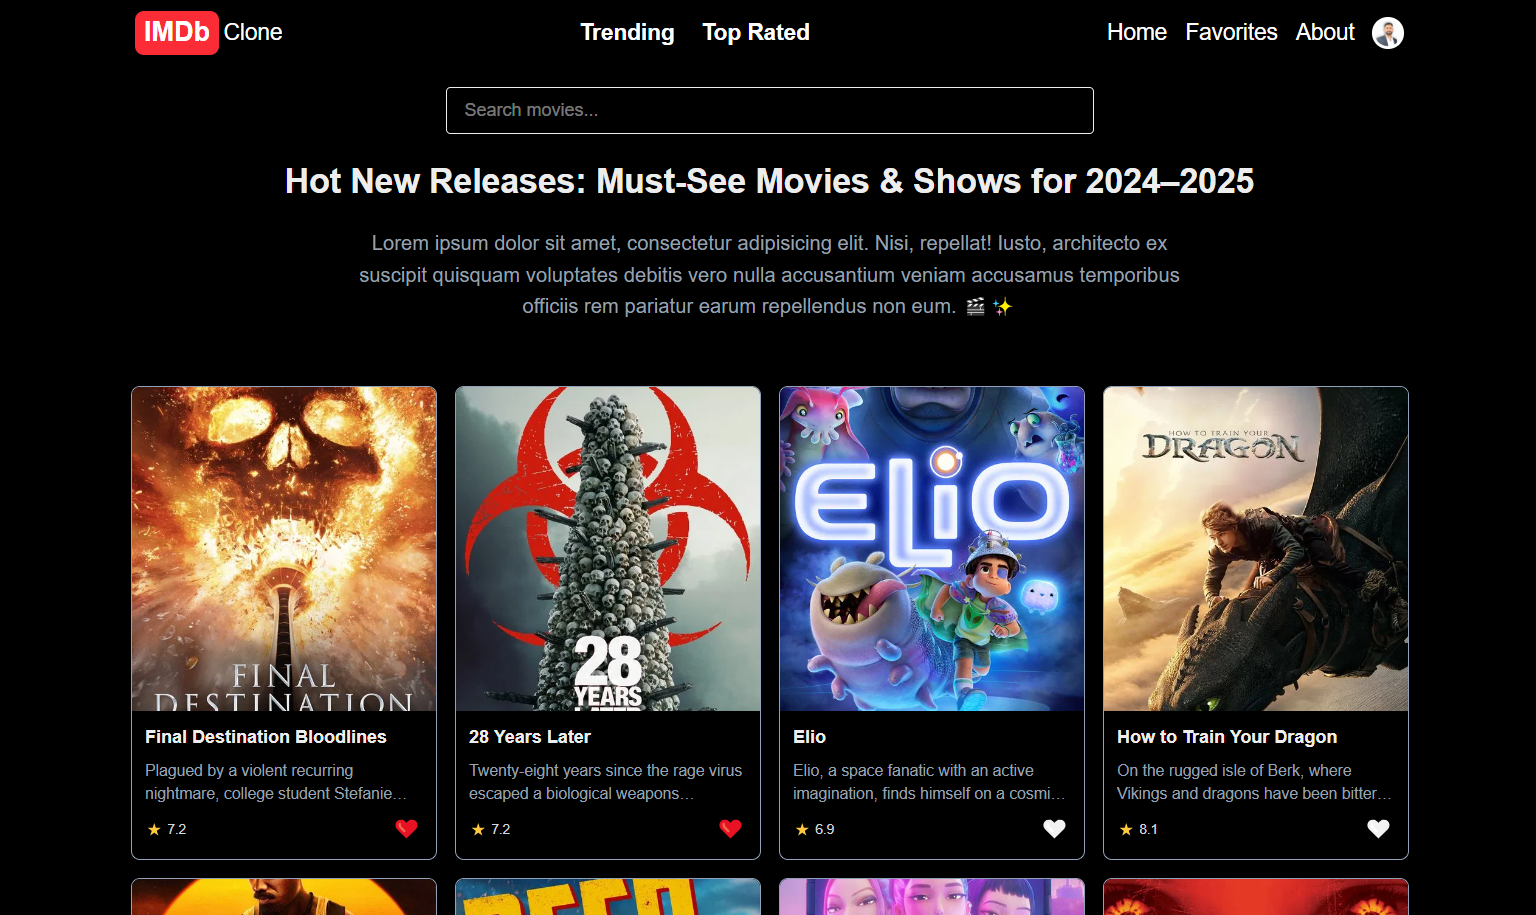 IMDb Clone
Trending Top Rated
Home Favorites About
Search movies...
Hot New Releases: Must-See Movies & Shows for 2024–2025
Lorem ipsum dolor sit amet, consectetur adipisicing elit. Nisi, repellat! Iusto, architecto ex
suscipit quisquam voluptates debitis vero nulla accusantium veniam accusamus temporibus
officiis rem pariatur earum repellendus non eum. 🎬 ✨
FINAL
DESTINATION
Final Destination Bloodlines
Plagued by a violent recurring
nightmare, college student Stefanie…
★ 7.2
28
YEARS
LATER
28 Years Later
Twenty-eight years since the rage virus
escaped a biological weapons…
★ 7.2
ELiO
Elio
Elio, a space fanatic with an active
imagination, finds himself on a cosmi…
★ 6.9
HOW TO TRAIN YOUR
DRAGON
How to Train Your Dragon
On the rugged isle of Berk, where
Vikings and dragons have been bitter…
★ 8.1